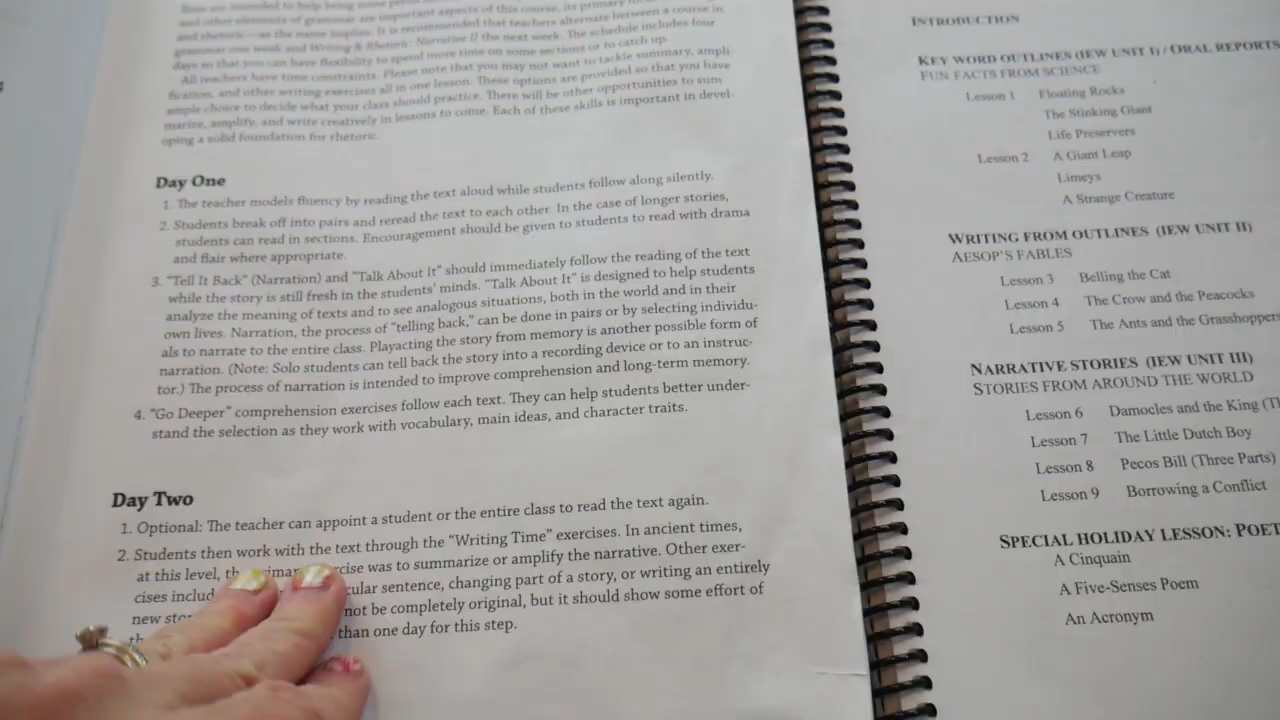 and other elements of grammar are important aspects of this course, its primary focus
and rhetoric—as the name implies. It is recommended that teachers alternate between a course in
grammar one week and Writing & Rhetoric: Narrative II the next week. The schedule includes four
days so that you can have flexibility to spend more time on some sections or to catch up.
All teachers have time constraints. Please note that you may not want to tackle summary, ampli-
fication, and other writing exercises all in one lesson. These options are provided so that you have
ample choice to decide what your class should practice. There will be other opportunities to sum
marize, amplify, and write creatively in lessons to come. Each of these skills is important in devel-
oping a solid foundation for rhetoric.
Day One
1. The teacher models fluency by reading the text aloud while students follow along silently.
2. Students break off into pairs and reread the text to each other. In the case of longer stories,
students can read in sections. Encouragement should be given to students to read with drama
and flair where appropriate.
3. "Tell It Back" (Narration) and "Talk About It" should immediately follow the reading of the text
while the story is still fresh in the students' minds. "Talk About It" is designed to help students
analyze the meaning of texts and to see analogous situations, both in the world and in their
own lives. Narration, the process of "telling back," can be done in pairs or by selecting individu-
als to narrate to the entire class. Playacting the story from memory is another possible form of
narration. (Note: Solo students can tell back the story into a recording device or to an instruc-
tor.) The process of narration is intended to improve comprehension and long-term memory.
4. "Go Deeper" comprehension exercises follow each text. They can help students better under-
stand the selection as they work with vocabulary, main ideas, and character traits.
Day Two
1. Optional: The teacher can appoint a student or the entire class to read the text again.
2. Students then work with the text through the "Writing Time" exercises. In ancient times,
at this level, th imar rcise was to summarize or amplify the narrative. Other exer-
cises includ cular sentence, changing part of a story, or writing an entirely
new stor not be completely original, but it should show some effort of
th than one day for this step.
INTRODUCTION
KEY WORD OUTLINES (IEW UNIT I) / ORAL REPORTS
FUN FACTS FROM SCIENCE
Lesson 1 Floating Rocks
The Stinking Giant
Life Preservers
Lesson 2 A Giant Leap
Limeys
A Strange Creature
WRITING FROM OUTLINES (IEW UNIT II)
AESOP'S FABLES
Lesson 3 Belling the Cat
Lesson 4 The Crow and the Peacocks
Lesson 5 The Ants and the Grasshoppers
NARRATIVE STORIES (IEW UNIT III)
STORIES FROM AROUND THE WORLD
Lesson 6 Damocles and the King (Th
Lesson 7 The Little Dutch Boy
Lesson 8 Pecos Bill (Three Parts)
Lesson 9 Borrowing a Conflict
SPECIAL HOLIDAY LESSON: POET
A Cinquain
A Five-Senses Poem
An Acronym